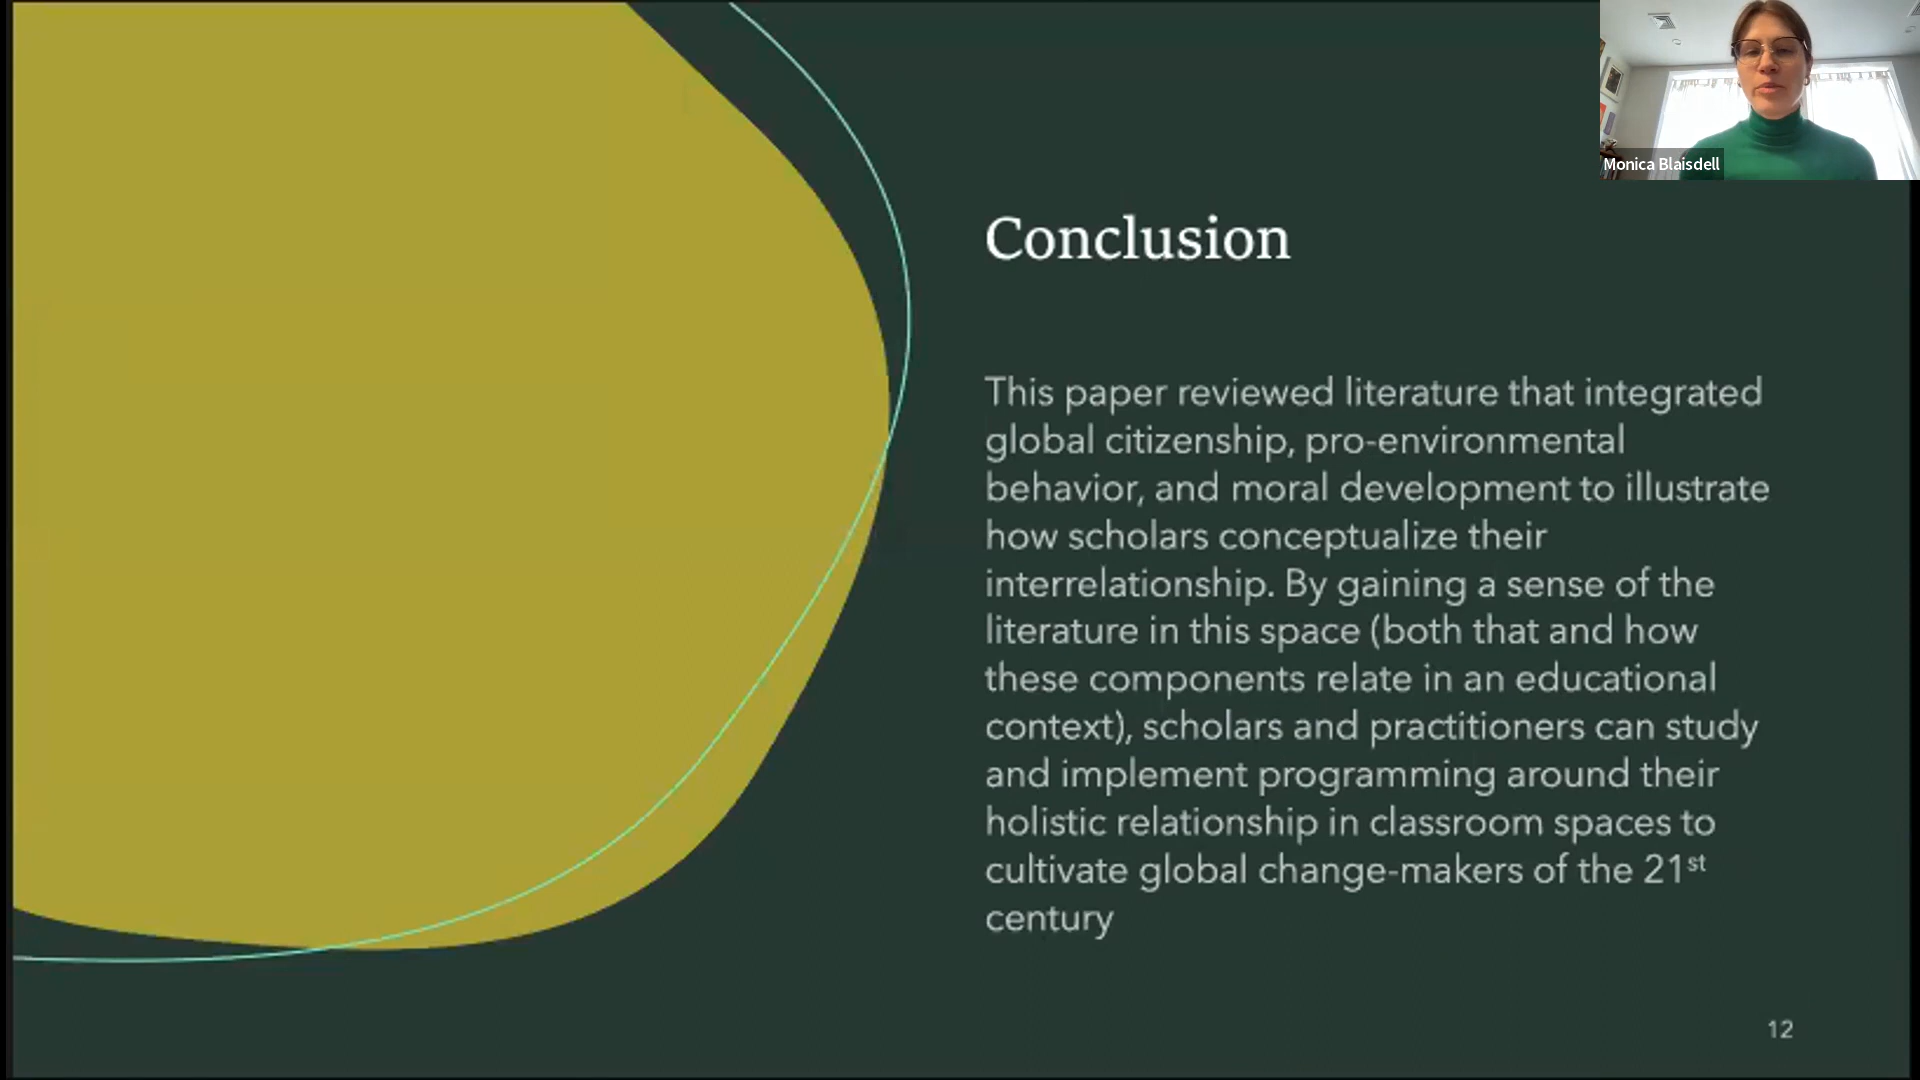 Monica Blaisdell
Conclusion
This paper reviewed literature that integrated
global citizenship, pro-environmental
behavior, and moral development to illustrate
how scholars conceptualize their
interrelationship. By gaining a sense of the
literature in this space (both that and how
these components relate in an educational
context), scholars and practitioners can study
and implement programming around their
holistic relationship in classroom spaces to
cultivate global change-makers of the 21st
century
12